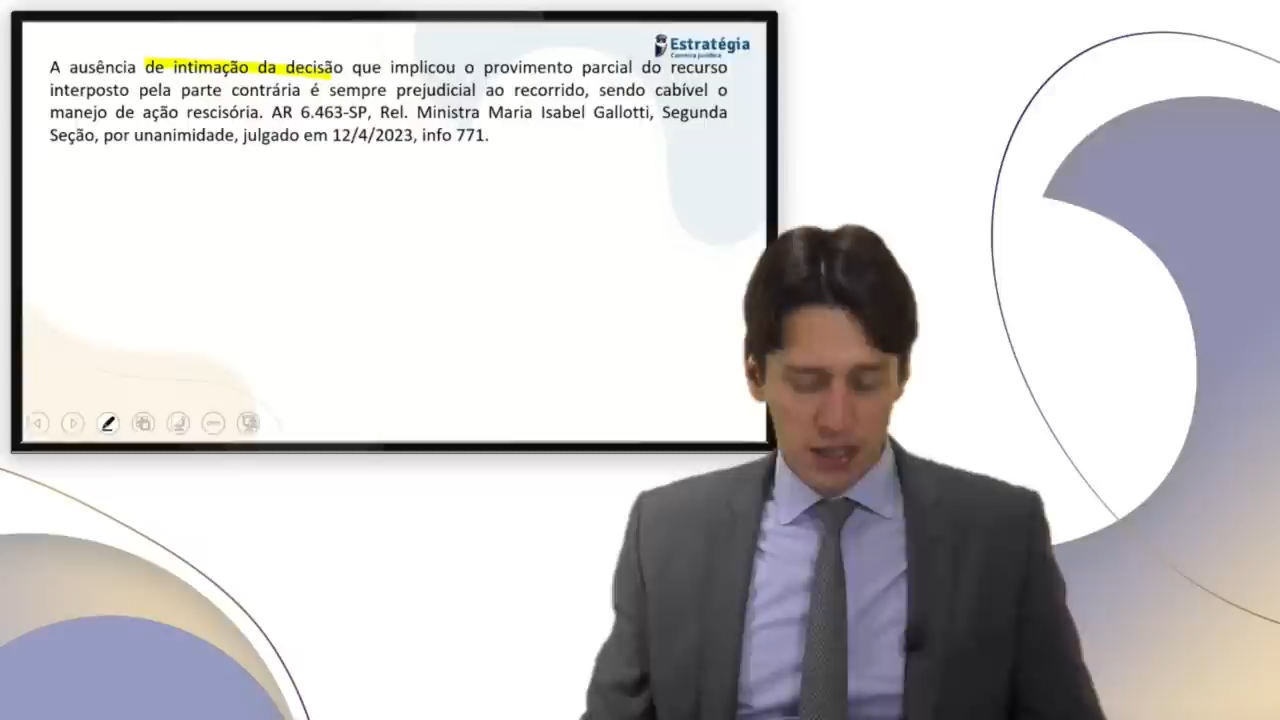 Estratégia
Carreira Jurídica
A ausência de intimação da decisão que implicou o provimento parcial do recurso
interposto pela parte contrária é sempre prejudicial ao recorrido, sendo cabível o
manejo de ação rescisória. AR 6.463-SP, Rel. Ministra Maria Isabel Gallotti, Segunda
Seção, por unanimidade, julgado em 12/4/2023, info 771.